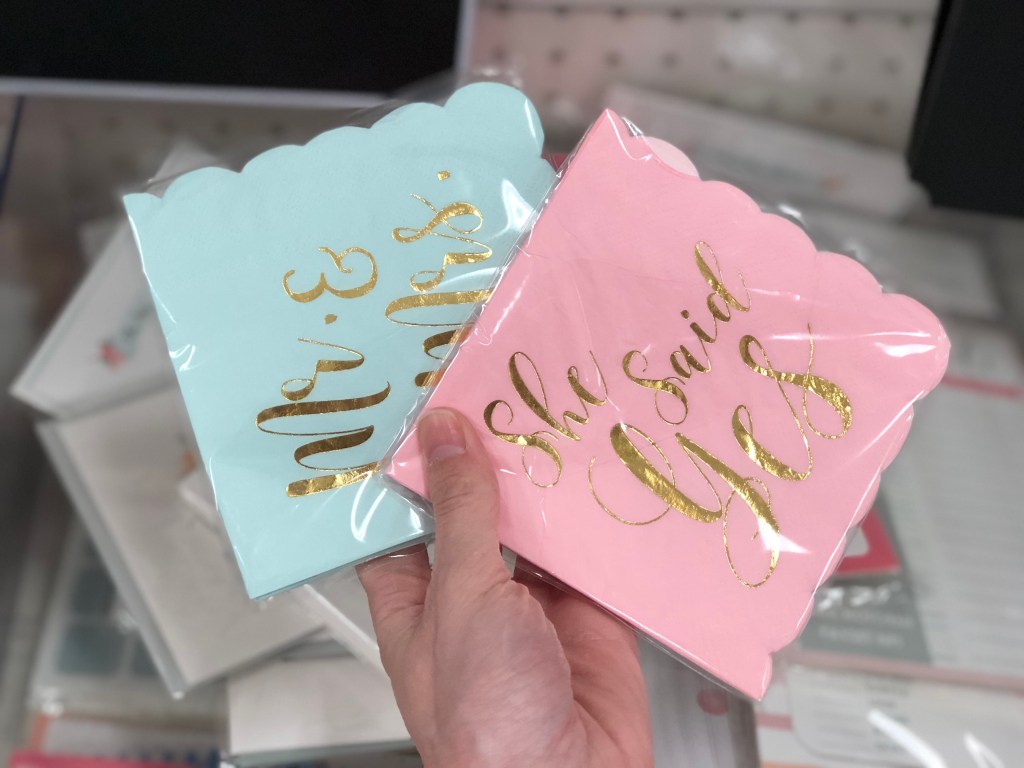 Mr. &
Mrs.
She said
Yes